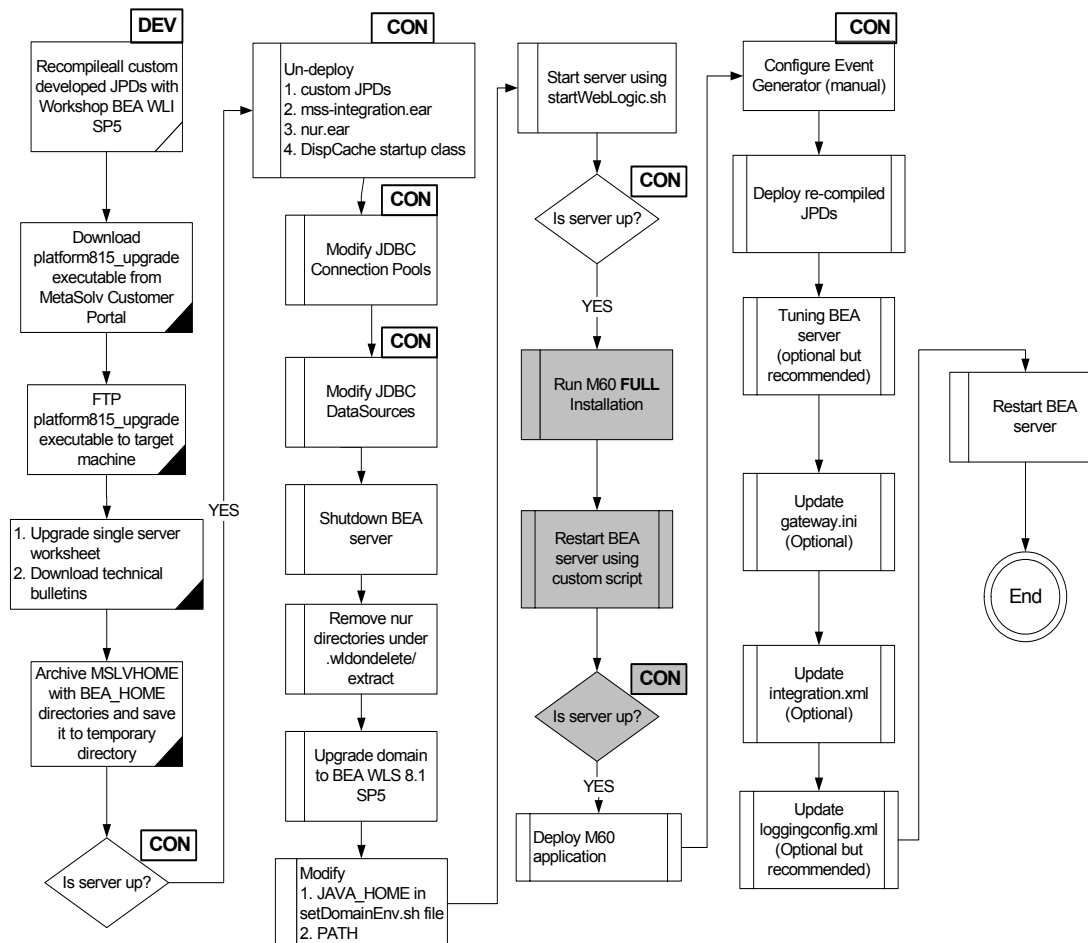 DEV
Recompileall custom
developed JPDs with
Workshop BEA WLI
SP5
Download
platform815_upgrade
executable from
MetaSolv Customer
Portal
FTP
platform815_upgrade
executable to target
machine
1. Upgrade single server
worksheet
2. Download technical
bulletins
Archive MSLVHOME
with BEA_HOME
directories and save
it to temporary
directory
CON
Is server up?
YES
CON
Un-deploy
1. custom JPDs
2. mss-integration.ear
3. nur.ear
4. DispCache startup class
CON
Modify JDBC
Connection Pools
CON
Modify JDBC
DataSources
Shutdown BEA
server
Remove nur
directories under
.wldondelete/
extract
Upgrade domain
to BEA WLS 8.1
SP5
Modify
1. JAVA_HOME in
setDomainEnv.sh file
2. PATH
Start server using
startWebLogic.sh
CON
Is server up?
YES
Run M60 FULL
Installation
Restart BEA
server using
custom script
CON
Is server up?
YES
Deploy M60
application
CON
Configure Event
Generator (manual)
Deploy re-compiled
JPDs
Tuning BEA
server
(optional but
recommended)
Update
gateway.ini
(Optional)
Update
integration.xml
(Optional)
Update
loggingconfig.xml
(Optional but
recommended)
Restart BEA
server
End